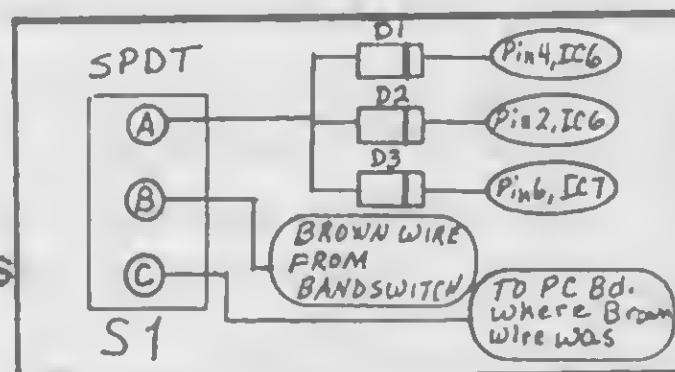 SPDT
A
B
C
S1
D1
Pin4, IC6
D2
Pin2, IC6
D3
Pin6, IC7
BROWN WIRE
FROM
BANDSWITCH
TO PC Bd.
where Brown
wire was